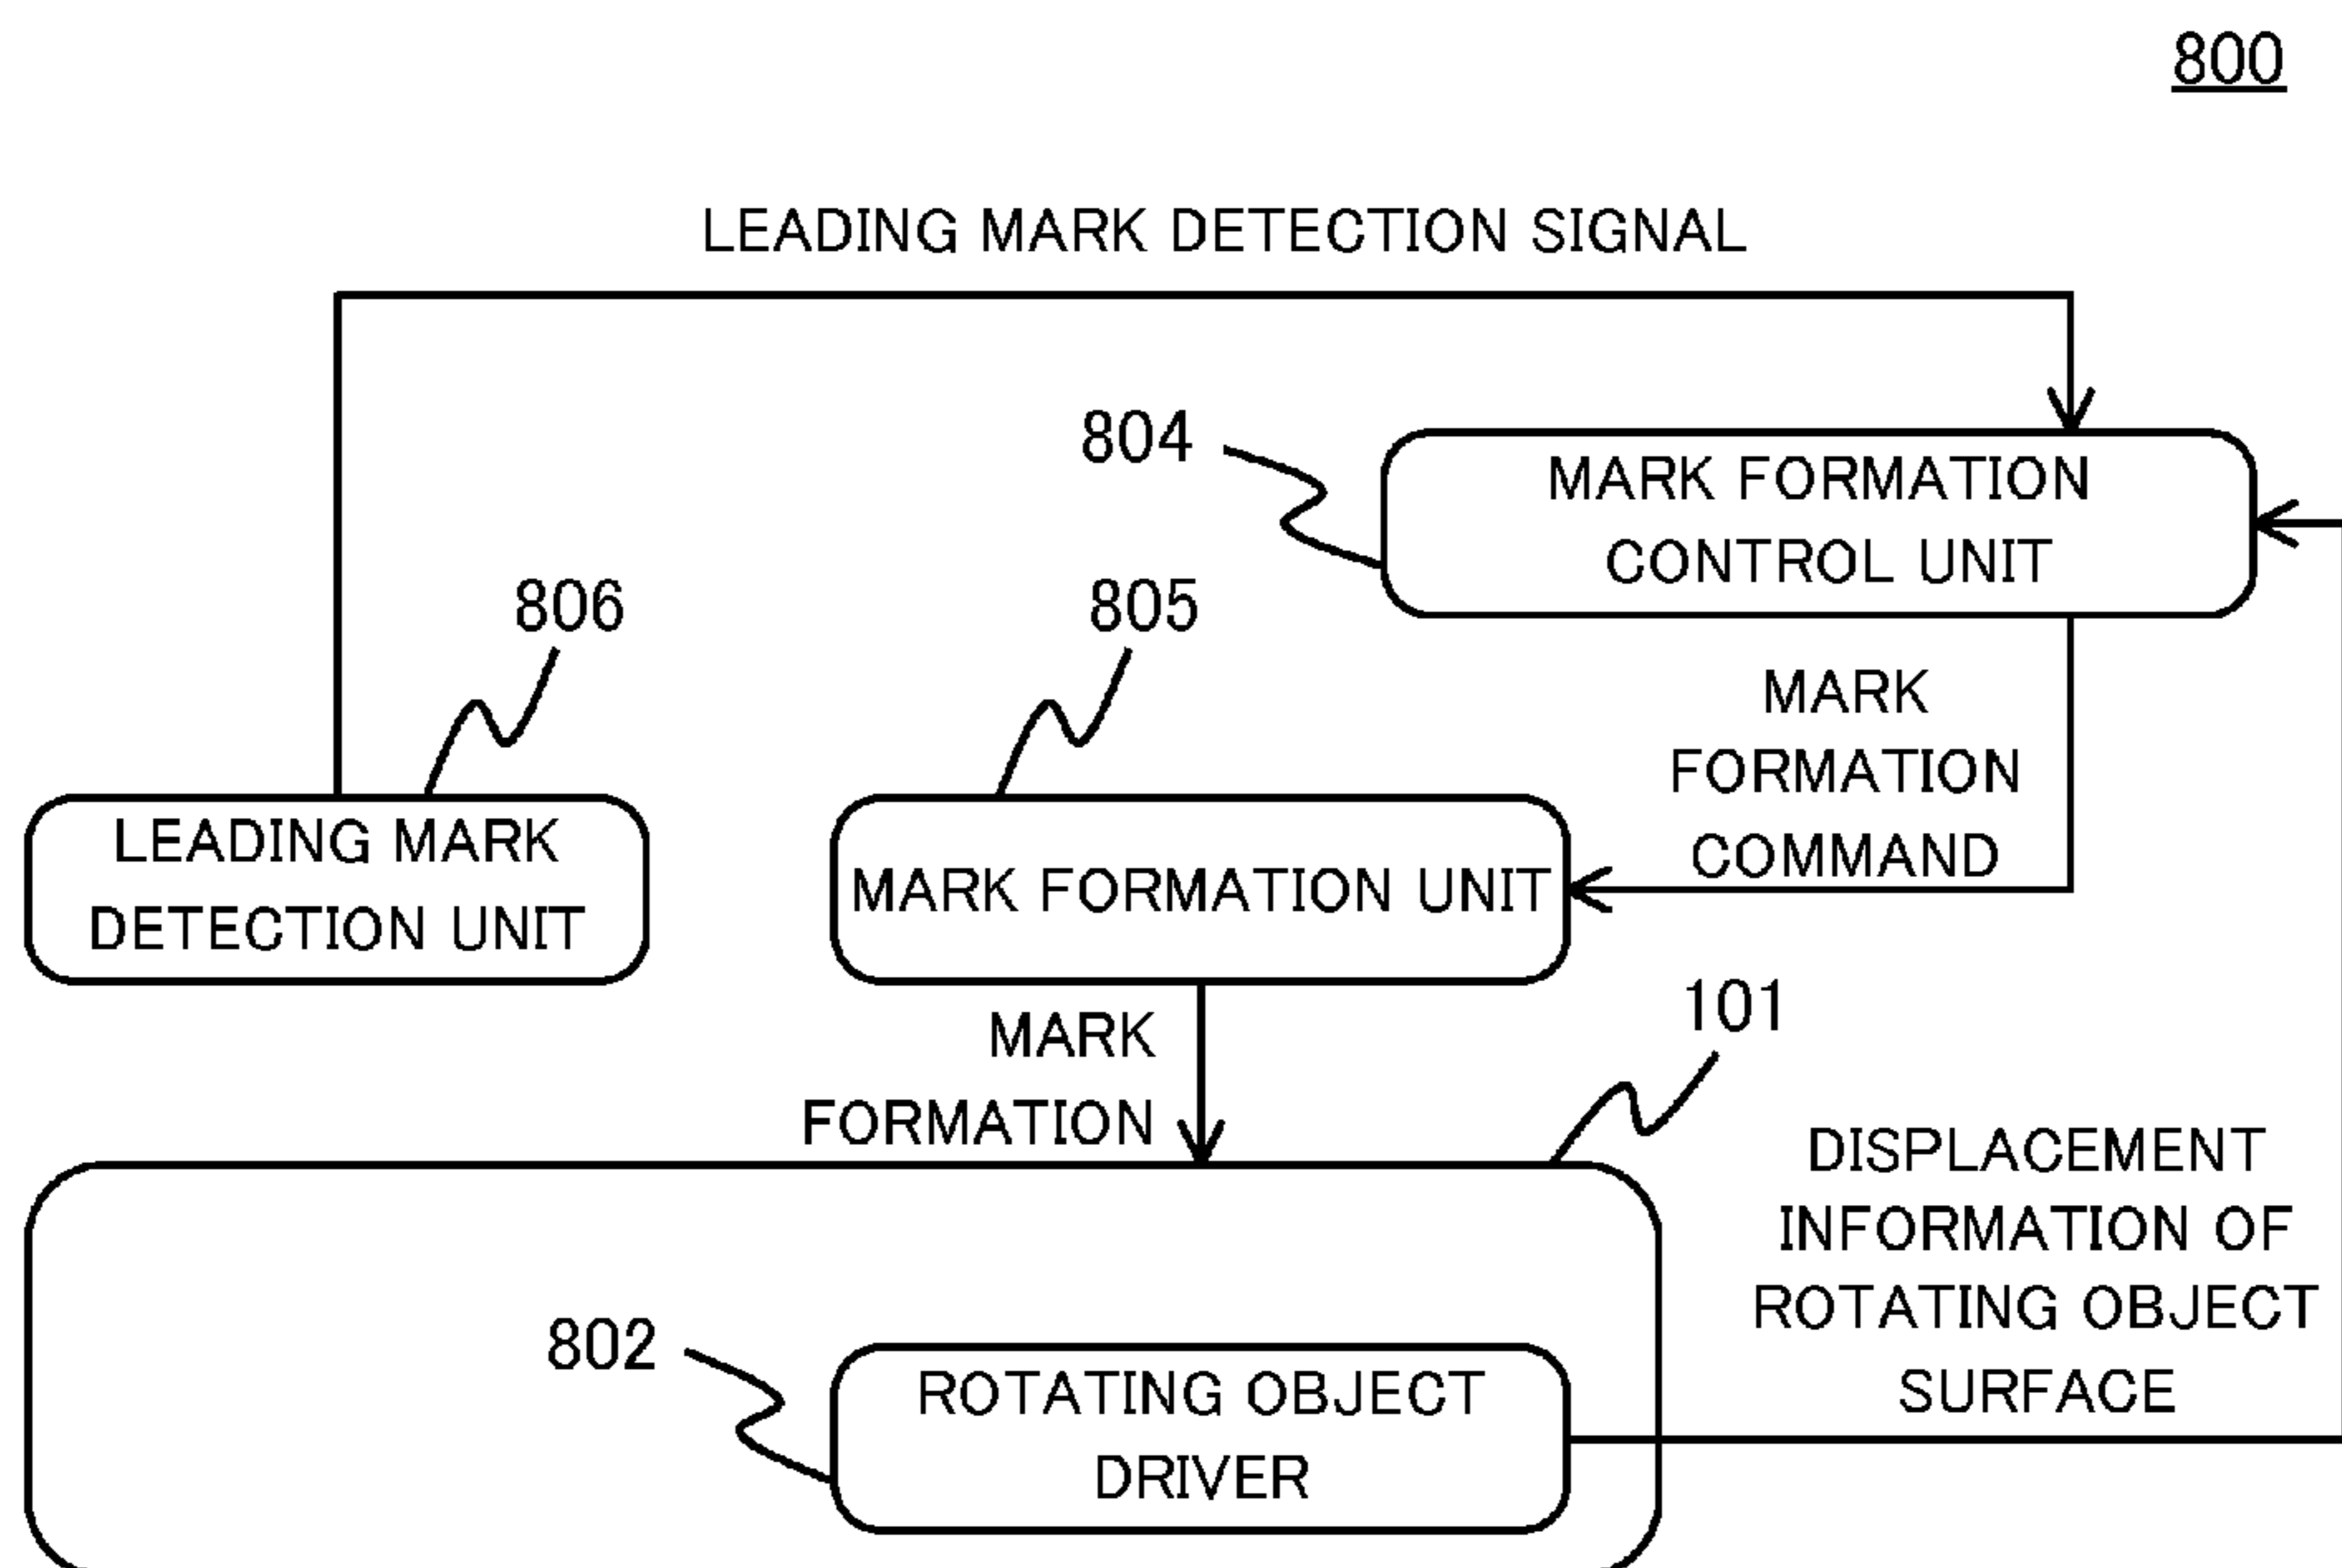 800
LEADING MARK DETECTION SIGNAL
804
MARK FORMATION
CONTROL UNIT
806
805
MARK
FORMATION
COMMAND
LEADING MARK
DETECTION UNIT
MARK FORMATION UNIT
101
MARK
FORMATION
DISPLACEMENT
INFORMATION OF
ROTATING OBJECT
SURFACE
802
ROTATING OBJECT
DRIVER